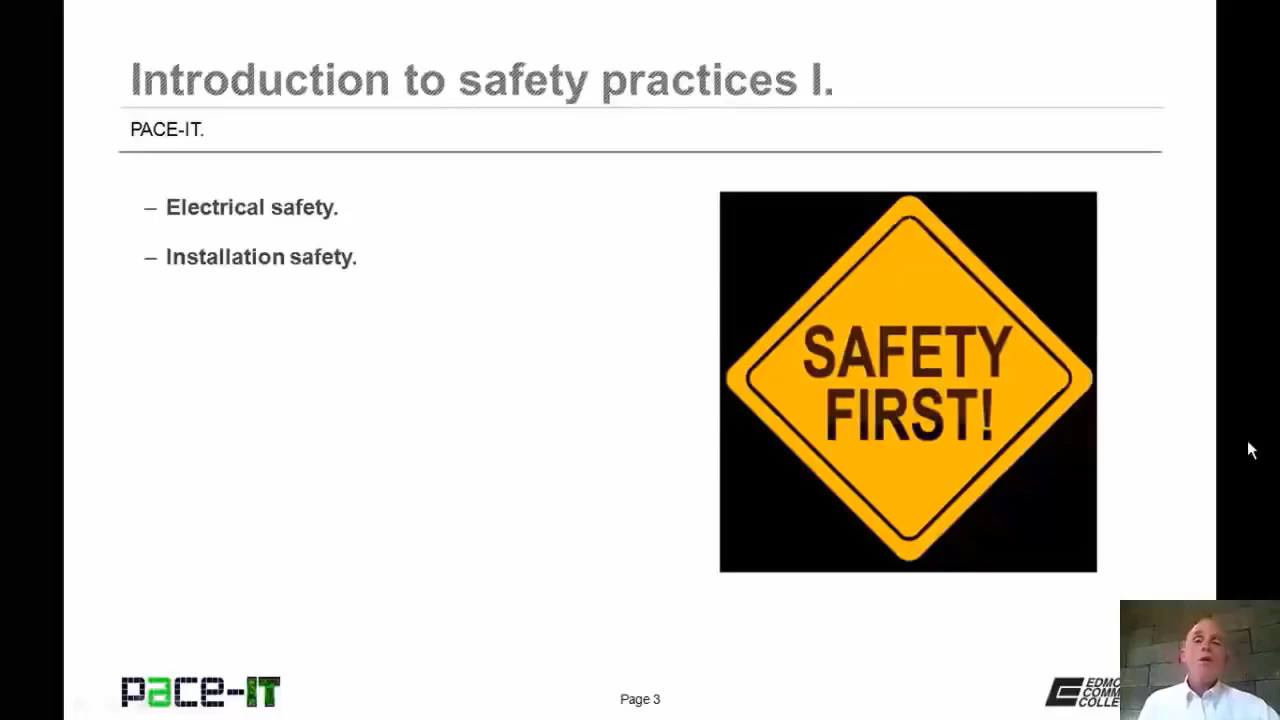 Introduction to safety practices I.
PACE-IT.
– Electrical safety.
– Installation safety.
SAFETY
FIRST!
pace-IT
Page 3